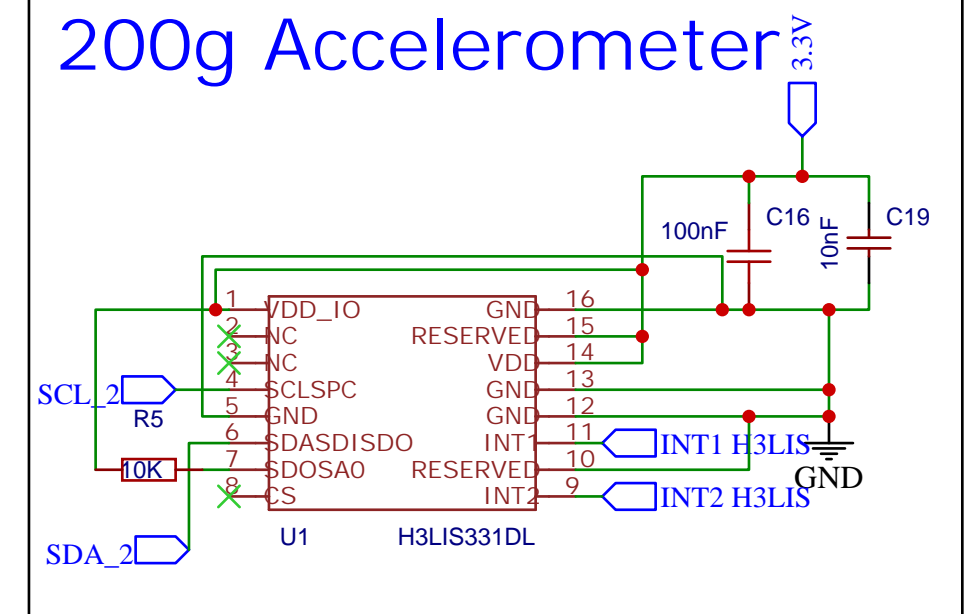 200g Accelerometer
3.3V
C16
C19
100nF
10nF
1 VDD_IO GND 16
2 NC RESERVED 15
3 NC VDD 14
SCL_2 4 SCLSPC GND 13
R5 5 GND GND 12
6 SDASDISDO INT1 11 INT1 H3LIS
10K 7 SDOSA0 RESERVED 10
GND
8 CS INT2 9 INT2 H3LIS
U1 H3LIS331DL
SDA_2